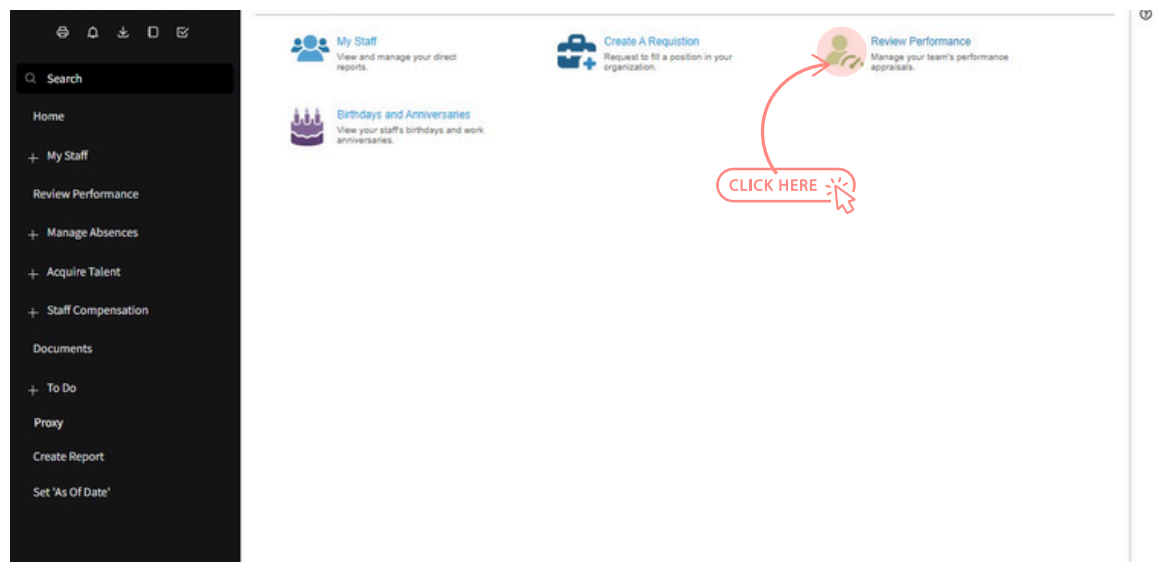 Search
Home
My Staff
Review Performance
Manage Absences
Acquire Talent
Staff Compensation
Documents
To Do
Proxy
Create Report
Set 'As Of Date'
My Staff
View and manage your direct
reports.
Create A Requistion
Request to fill a position in your
organization.
Review Performance
Manage your team's performance
appraisals.
Birthdays and Anniversaries
View your staff's birthdays and work
anniversaries.
CLICK HERE